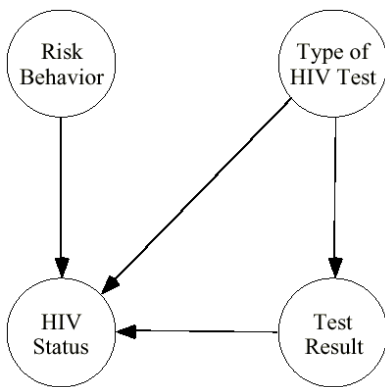 Risk
Behavior
Type of
HIV Test
HIV
Status
Test
Result